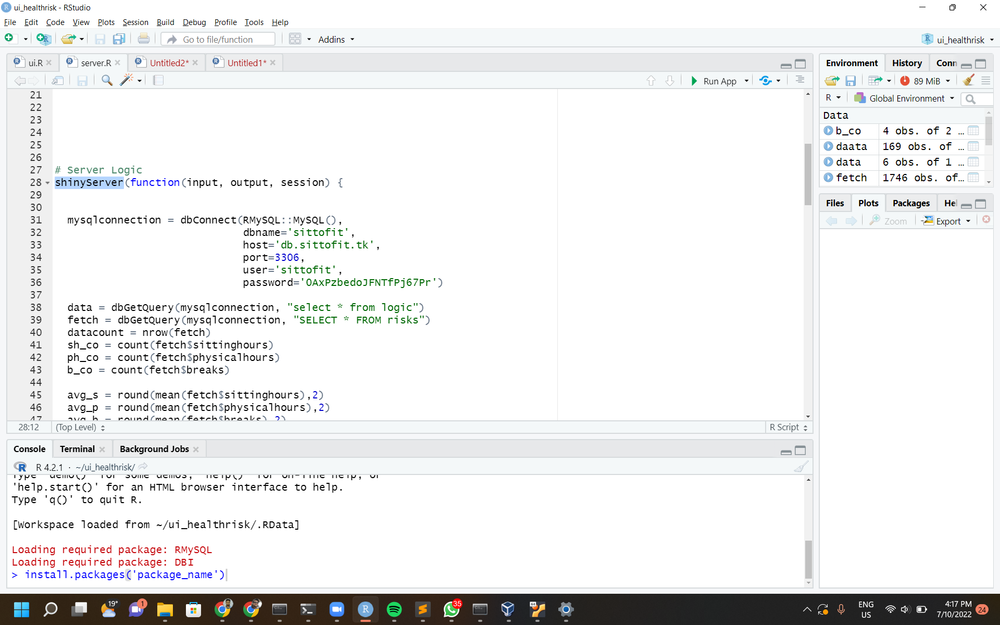 ui_healthrisk - RStudio
File Edit Code View Plots Session Build Debug Profile Tools Help
Go to file/function Addins ui_healthrisk
ui.R server.R Untitled2* Untitled1*
Run App
21
22
23
24
25
26
27 # Server Logic
28 shinyServer(function(input, output, session) {
29
30
31 mysqlconnection = dbConnect(RMySQL::MySQL(),
32 dbname='sittofit',
33 host='db.sittofit.tk',
34 port=3306,
35 user='sittofit',
36 password='OAxPzbedoJFNTfPj67Pr')
37
38 data = dbGetQuery(mysqlconnection, "select * from logic")
39 fetch = dbGetQuery(mysqlconnection, "SELECT * FROM risks")
40 datacount = nrow(fetch)
41 sh_co = count(fetch$sittinghours)
42 ph_co = count(fetch$physicalhours)
43 b_co = count(fetch$breaks)
44
45 avg_s = round(mean(fetch$sittinghours),2)
46 avg_p = round(mean(fetch$physicalhours),2)
47 avg_b = round(mean(fetch$breaks),2)
28:12 (Top Level) R Script
Console Terminal Background Jobs
R 4.2.1 · ~/ui_healthrisk/
Type 'demo()' for some demos, 'help()' for on-line help, or
'help.start()' for an HTML browser interface to help.
Type 'q()' to quit R.
[Workspace loaded from ~/ui_healthrisk/.RData]
Loading required package: RMySQL
Loading required package: DBI
> install.packages('package_name')
Environment History Conn
89 MiB
R Global Environment
Data
b_co 4 obs. of 2 …
daata 169 obs. of …
data 6 obs. of 1 …
fetch 1746 obs. of…
Files Plots Packages Hel
Zoom Export
19° 1 R 35 64
ENG
US
4:17 PM
7/10/2022
24